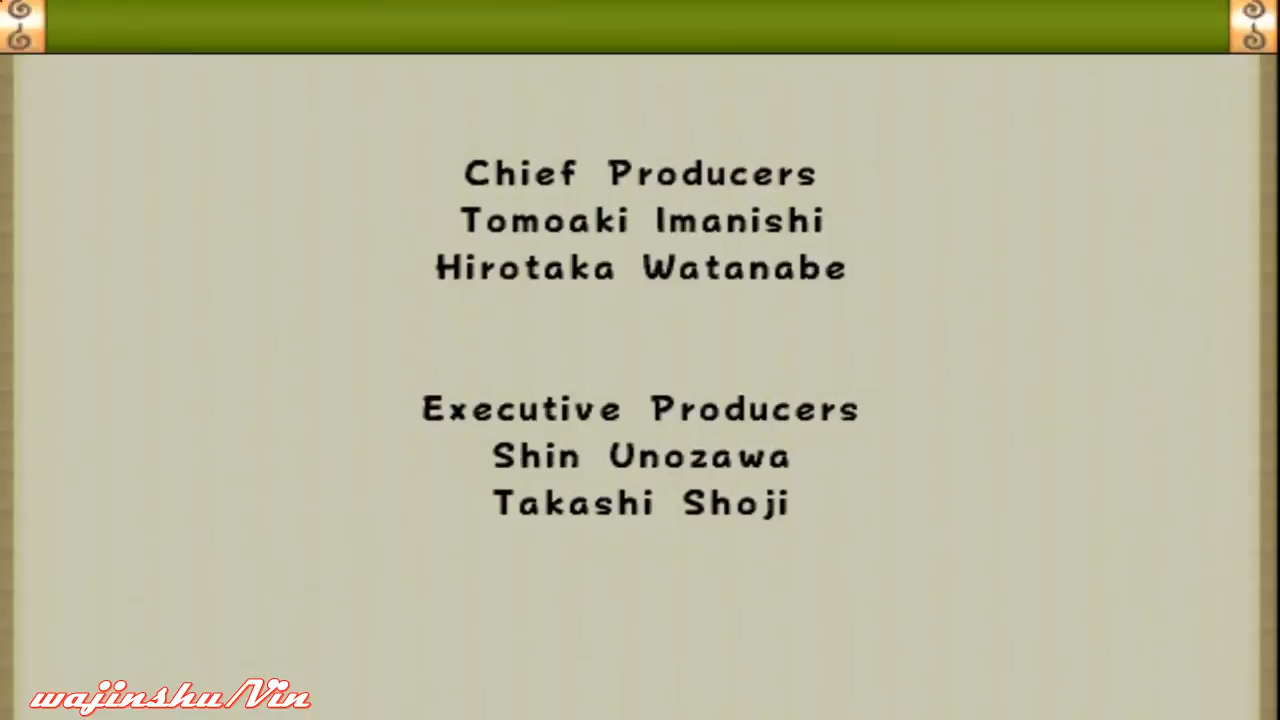 Chief Producers
Tomoaki Imanishi
Hirotaka Watanabe
Executive Producers
Shin Unozawa
Takashi Shoji
wajinshu/Vin